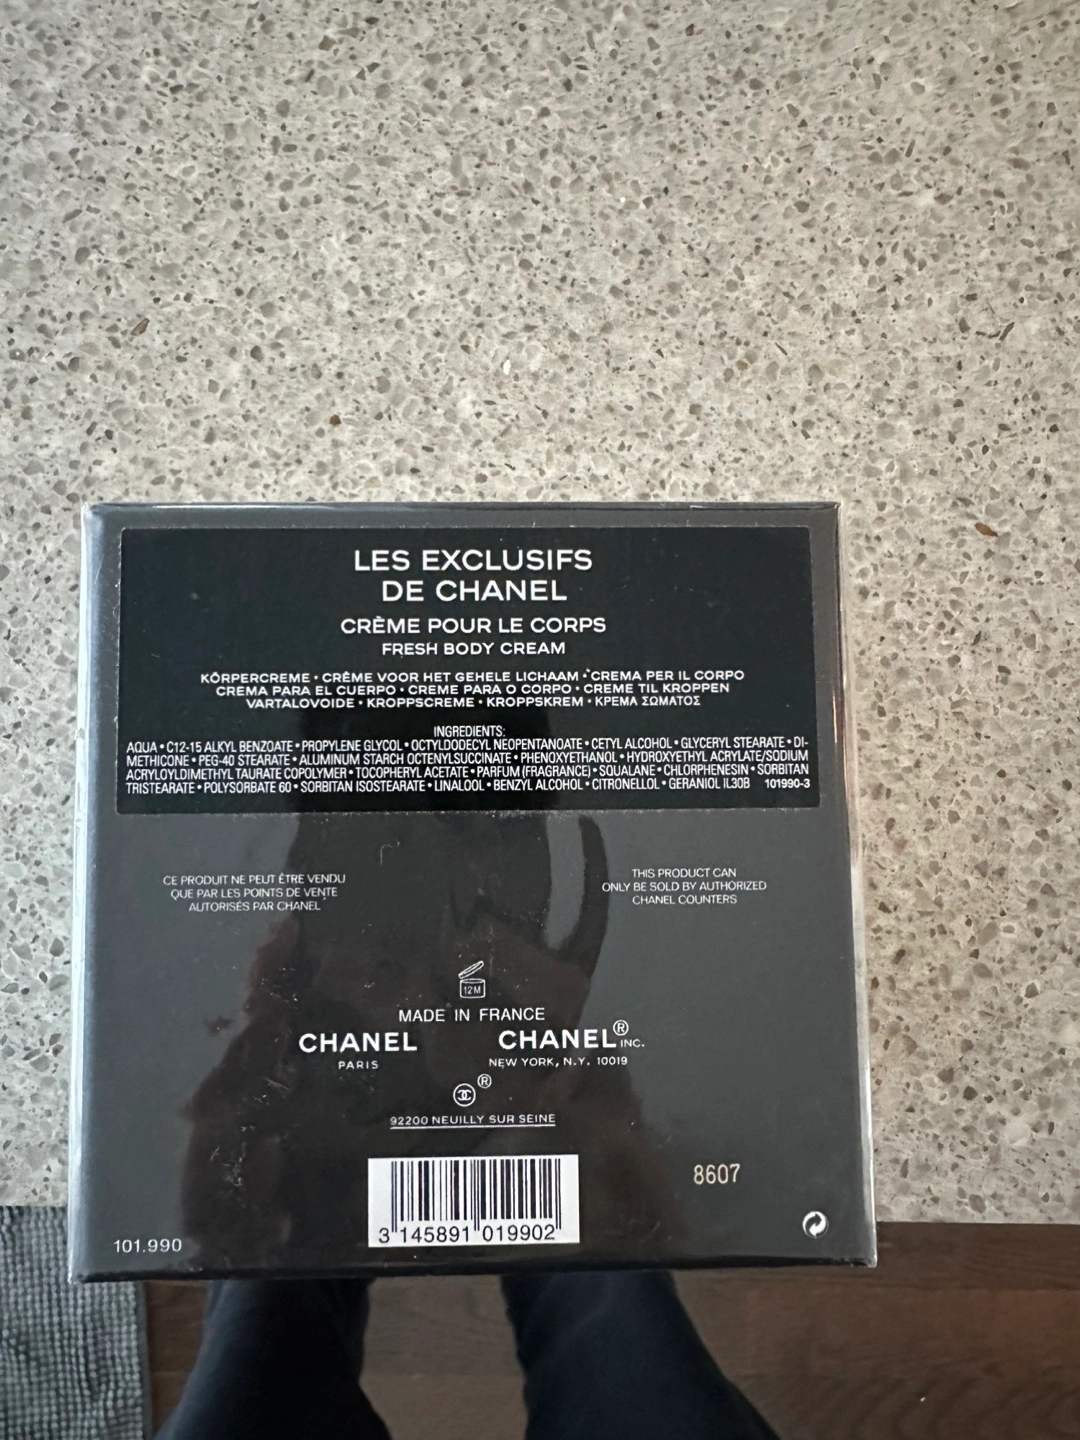 LES EXCLUSIFS
DE CHANEL
CRÈME POUR LE CORPS
FRESH BODY CREAM
KÖRPERCREME • CRÈME VOOR HET GEHELE LICHAAM • CREMA PER IL CORPO
CREMA PARA EL CUERPO • CREME PARA O CORPO • CREME TIL KROPPEN
VARTALOVOIDE • KROPPSCREME • KROPPSKREM • ΚΡΕΜΑ ΣΩΜΑΤΟΣ
INGREDIENTS:
AQUA • C12-15 ALKYL BENZOATE • PROPYLENE GLYCOL • OCTYLDODECYL NEOPENTANOATE • CETYL ALCOHOL • GLYCERYL STEARATE • DI-
METHICONE • PEG-40 STEARATE • ALUMINUM STARCH OCTENYLSUCCINATE • PHENOXYETHANOL • HYDROXYETHYL ACRYLATE/SODIUM
ACRYLOYLDIMETHYL TAURATE COPOLYMER • TOCOPHERYL ACETATE • PARFUM (FRAGRANCE) • SQUALANE • CHLORPHENESIN • SORBITAN
TRISTEARATE • POLYSORBATE 60 • SORBITAN ISOSTEARATE • LINALOOL • BENZYL ALCOHOL • CITRONELLOL • GERANIOL IL30B 101990-3
CE PRODUIT NE PEUT ÊTRE VENDU
QUE PAR LES POINTS DE VENTE
AUTORISÉS PAR CHANEL
THIS PRODUCT CAN
ONLY BE SOLD BY AUTHORIZED
CHANEL COUNTERS
12M
MADE IN FRANCE
CHANEL
PARIS
CHANEL® INC.
NEW YORK, N.Y. 10019
®
92200 NEUILLY SUR SEINE
8607
3 145891 019902
101.990